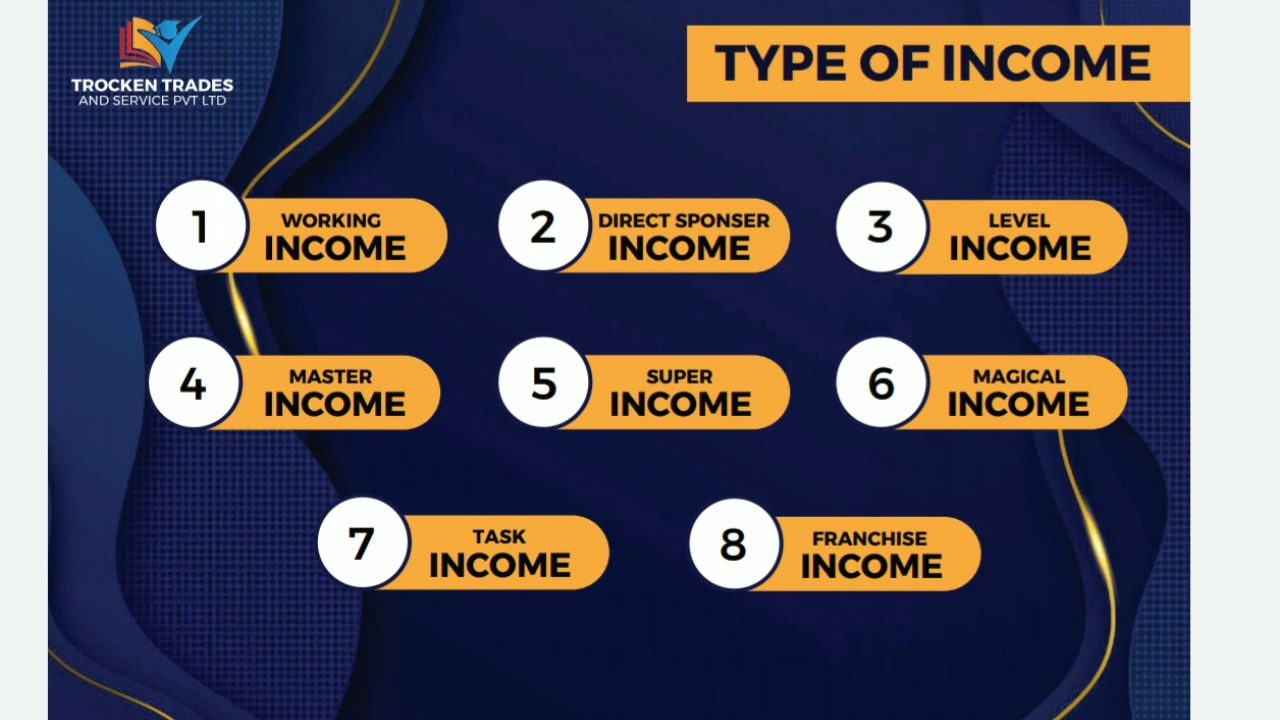 TROCKEN TRADES
AND SERVICE PVT LTD
TYPE OF INCOME
1
WORKING
INCOME
2
DIRECT SPONSER
INCOME
3
LEVEL
INCOME
4
MASTER
INCOME
5
SUPER
INCOME
6
MAGICAL
INCOME
7
TASK
INCOME
8
FRANCHISE
INCOME